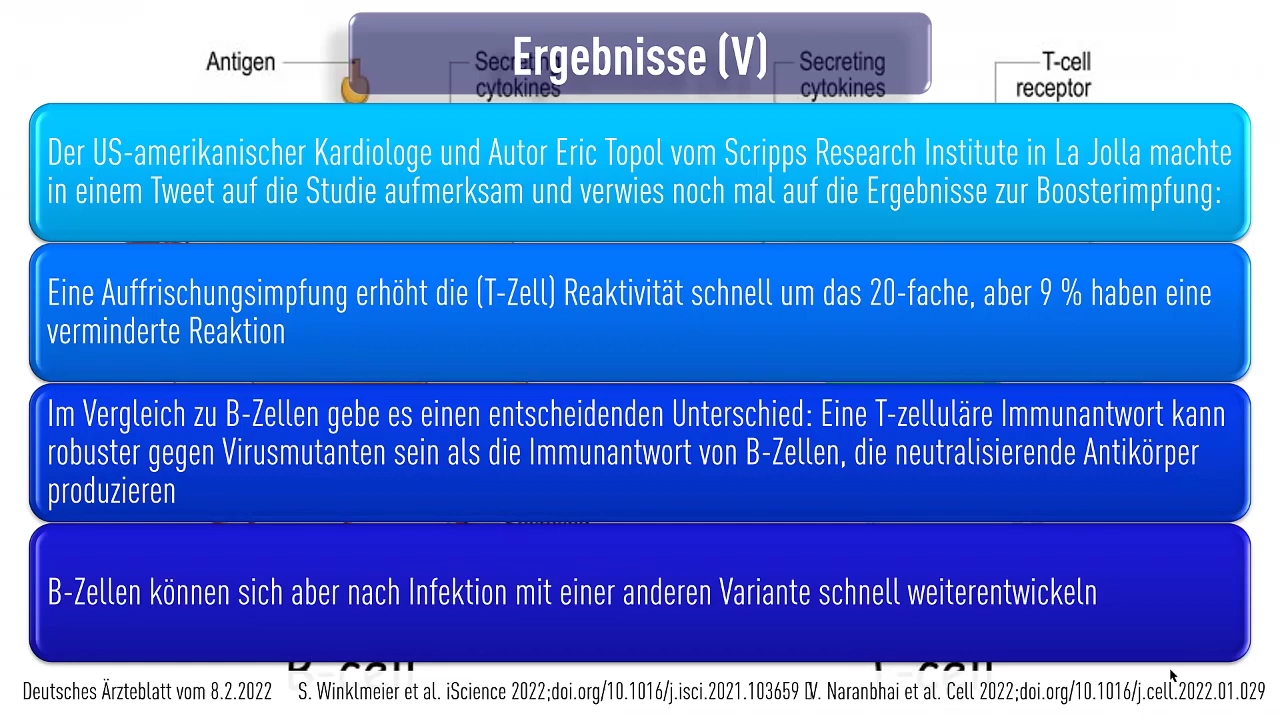 Ergebnisse (V)
Antigen
Secreting
cytokines
Secreting
cytokines
T-cell
receptor
Der US-amerikanischer Kardiologe und Autor Eric Topol vom Scripps Research Institute in La Jolla machte
in einem Tweet auf die Studie aufmerksam und verwies noch mal auf die Ergebnisse zur Boosterimpfung:
Eine Auffrischungsimpfung erhöht die (T-Zell) Reaktivität schnell um das 20-fache, aber 9 % haben eine
verminderte Reaktion
Im Vergleich zu B-Zellen gebe es einen entscheidenden Unterschied: Eine T-zelluläre Immunantwort kann
robuster gegen Virusmutanten sein als die Immunantwort von B-Zellen, die neutralisierende Antikörper
produzieren
B-Zellen können sich aber nach Infektion mit einer anderen Variante schnell weiterentwickeln
B-cell
T-cell
Deutsches Ärzteblatt vom 8.2.2022 S. Winklmeier et al. iScience 2022;doi.org/10.1016/j.isci.2021.103659 V. Naranbhai et al. Cell 2022;doi.org/10.1016/j.cell.2022.01.029